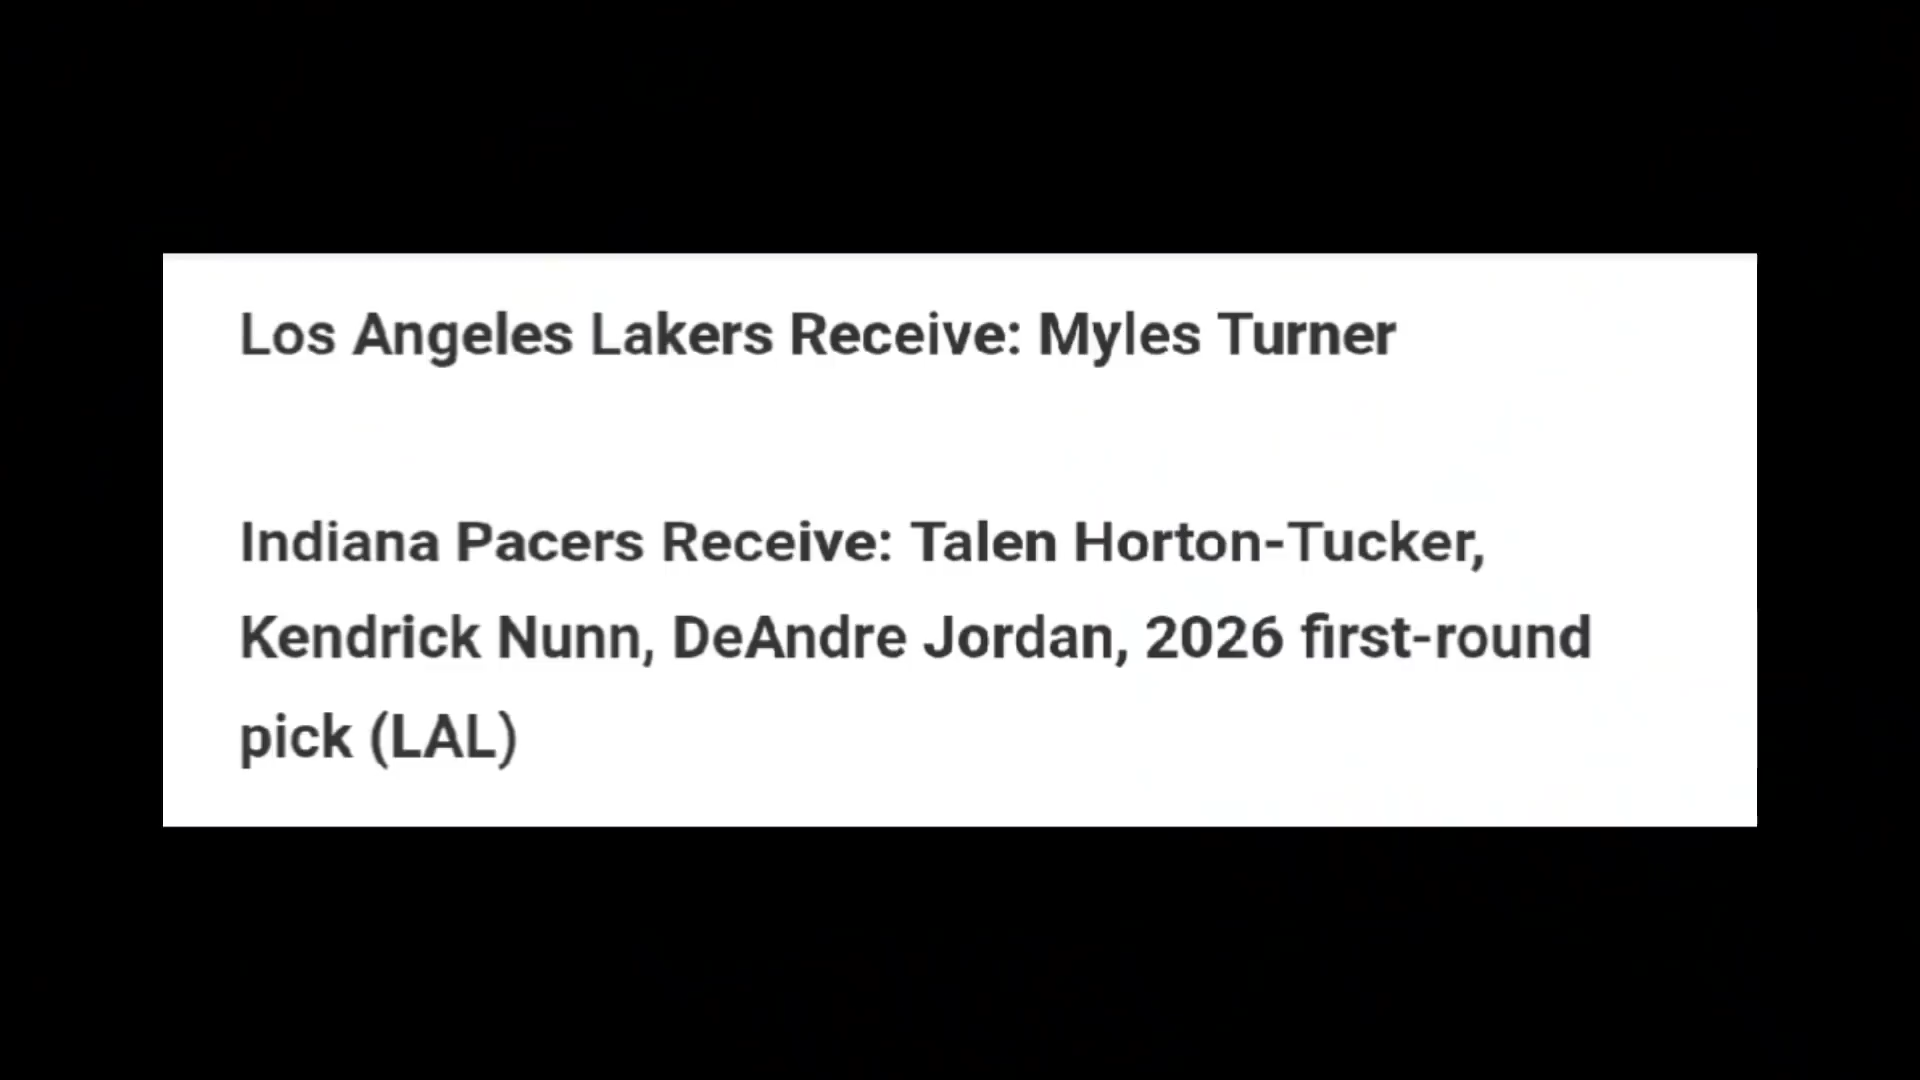 Los Angeles Lakers Receive: Myles Turner
Indiana Pacers Receive: Talen Horton-Tucker,
Kendrick Nunn, DeAndre Jordan, 2026 first-round
pick (LAL)